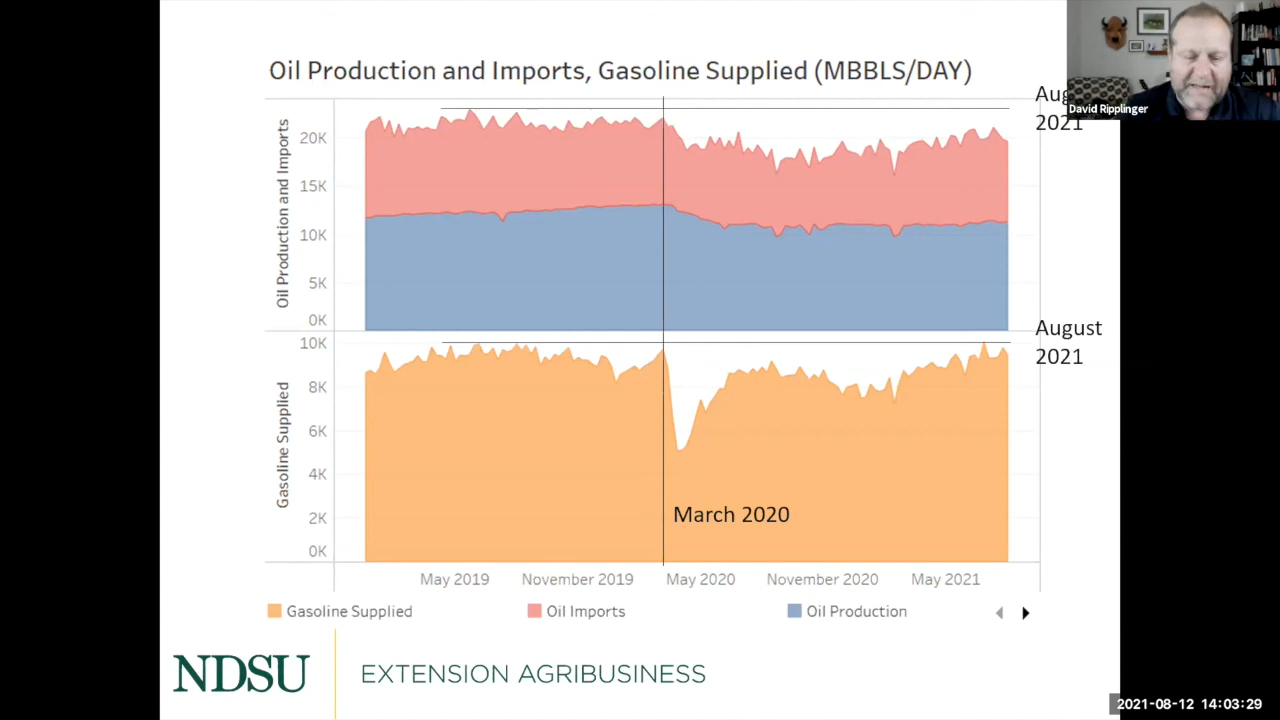 Oil Production and Imports, Gasoline Supplied (MBBLS/DAY)
Aug
2021
David Ripplinger
Oil Production and Imports
20K
15K
10K
5K
0K
August
2021
Gasoline Supplied
10K
8K
6K
4K
2K
0K
March 2020
May 2019 November 2019 May 2020 November 2020 May 2021
Gasoline Supplied Oil Imports Oil Production
NDSU EXTENSION AGRIBUSINESS
2021-08-12 14:03:29